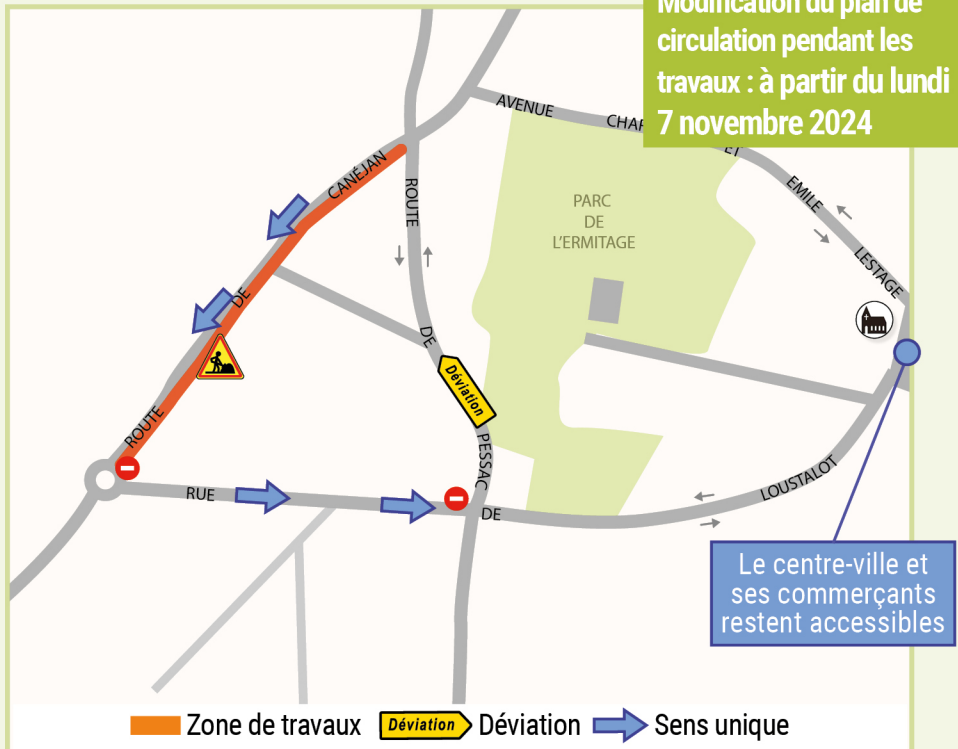 Modification du plan de
circulation pendant les
travaux : à partir du lundi
7 novembre 2024
AVENUE
ET
EMILE
LESTAGE
ROUTE DE CANÉJAN
ROUTE DE PESSAC
PARC
DE
L'ERMITAGE
Déviation
RUE DE LOUSTALOT
Le centre-ville et
ses commerçants
restent accessibles
Zone de travaux
Déviation
Déviation
Sens unique